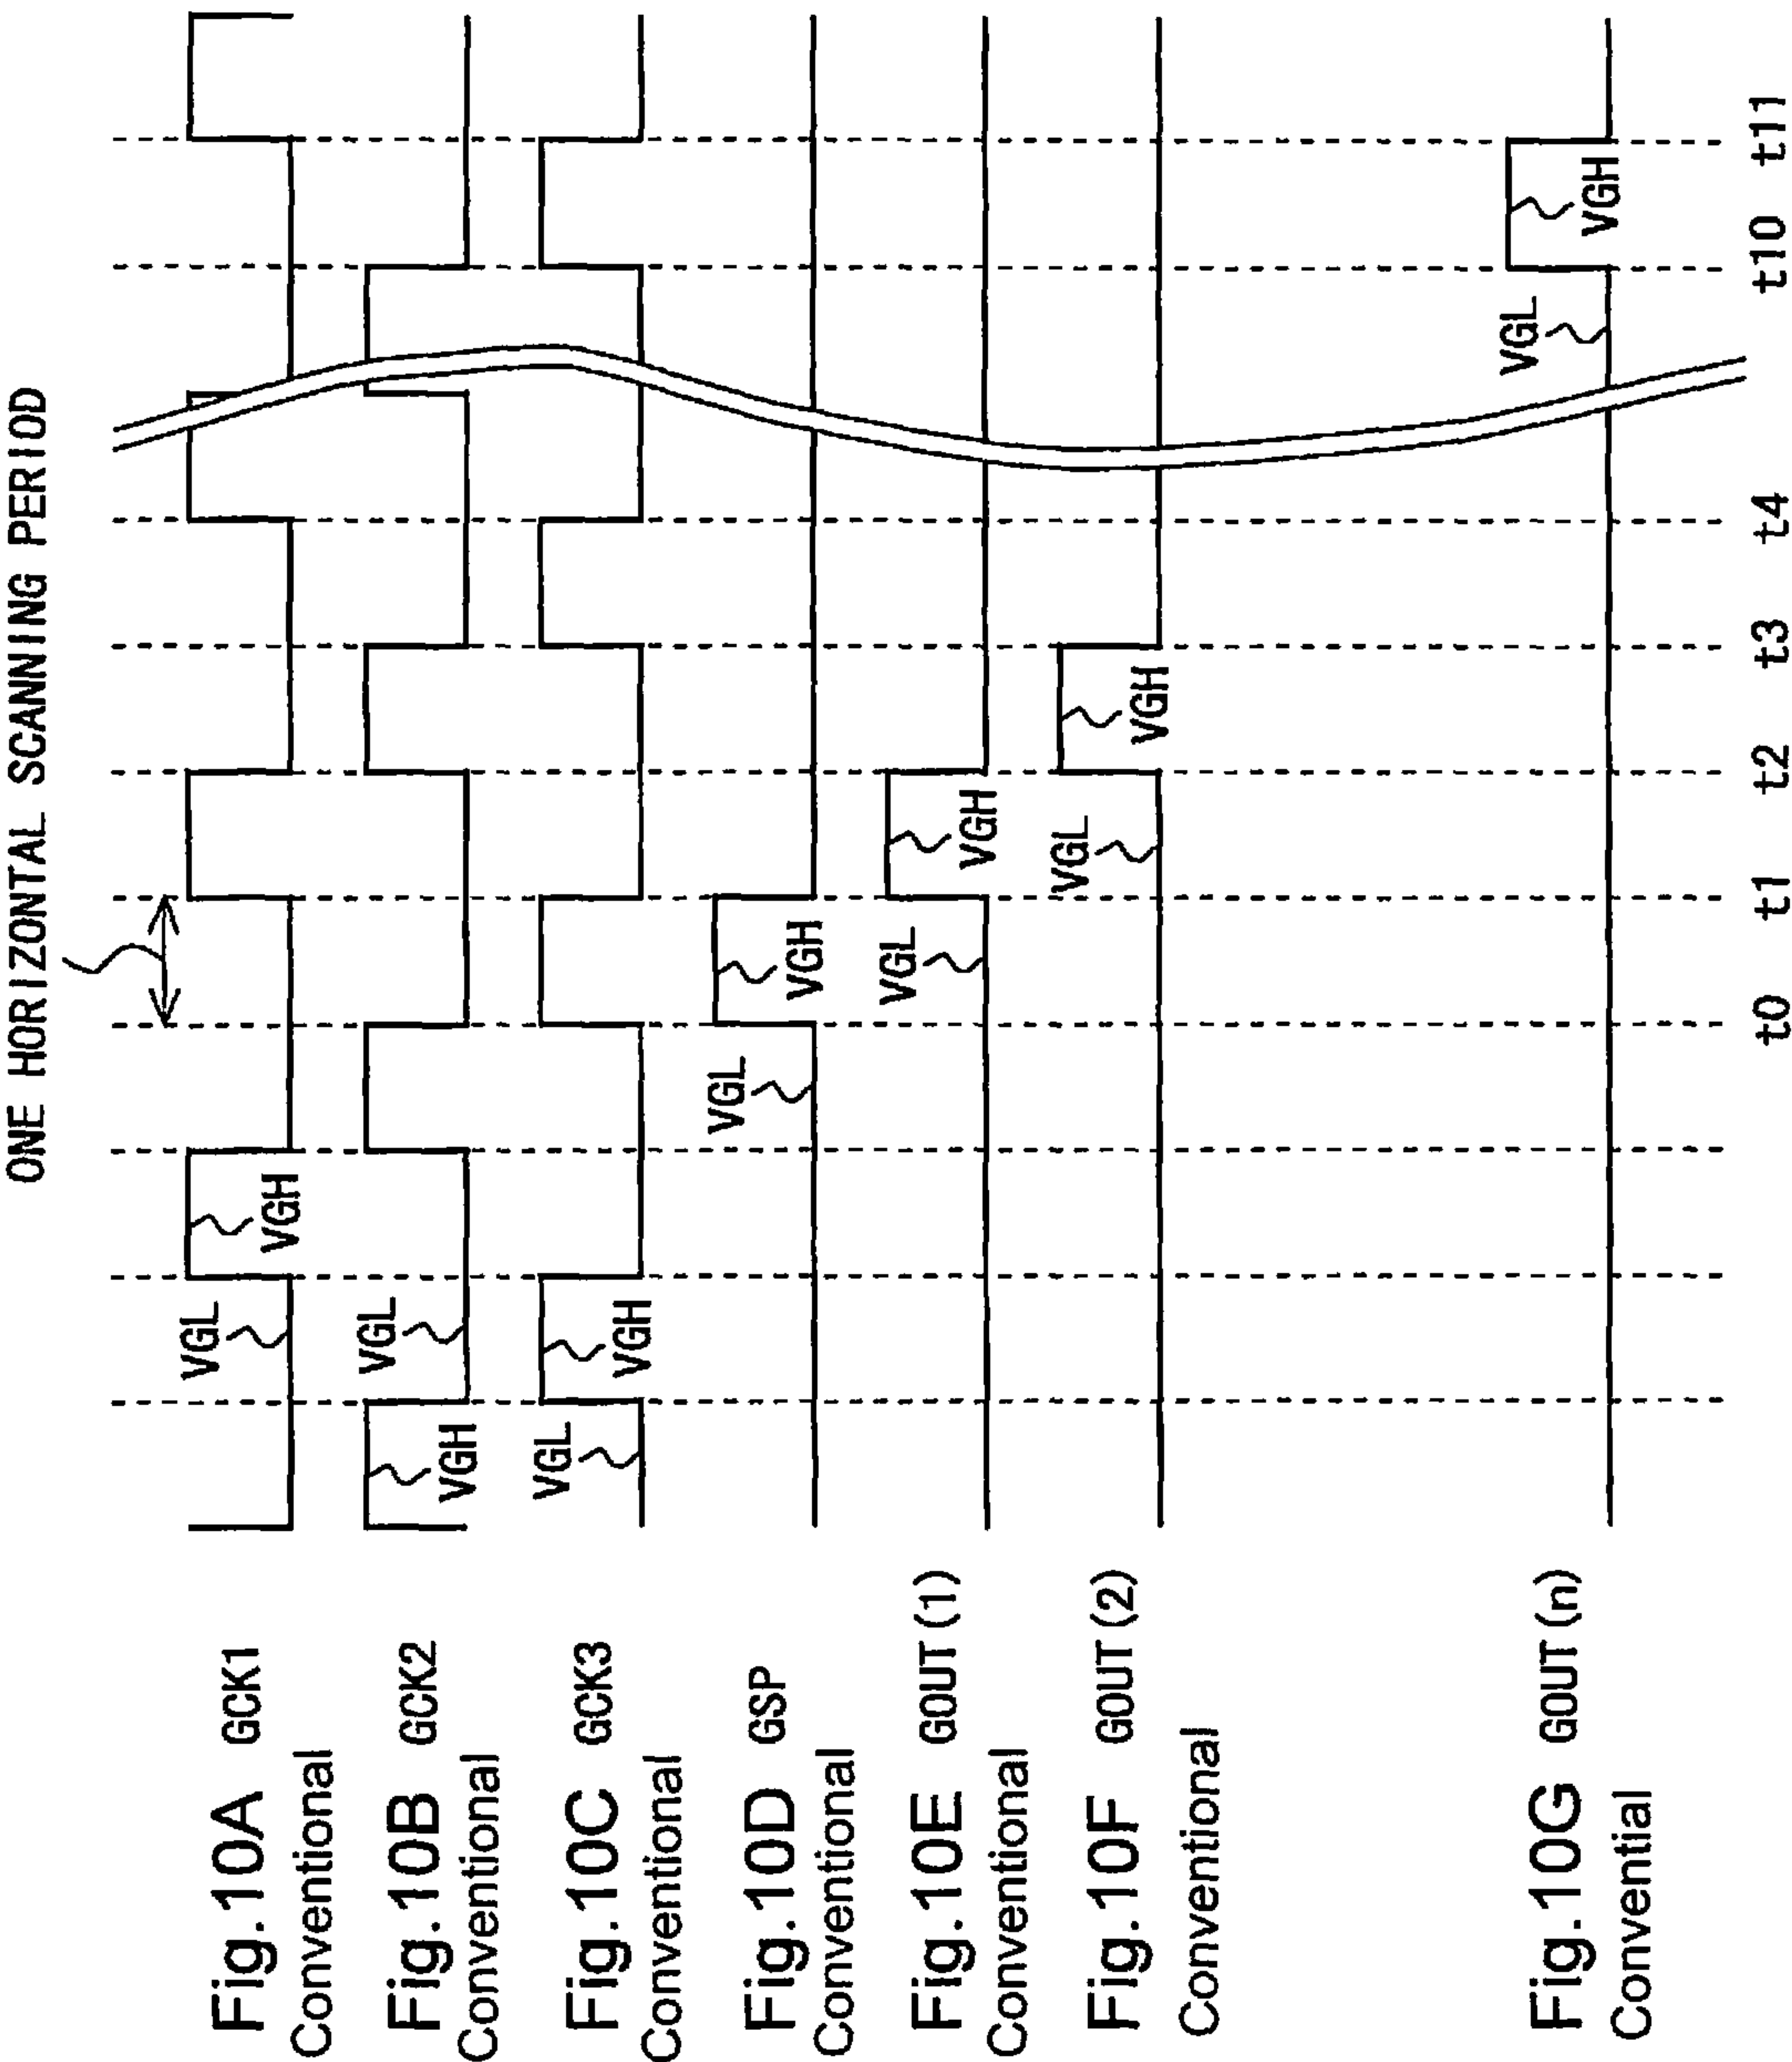 ONE HORIZONTAL SCANNING PERIOD
Fig.10A GCK1
Conventional
VGL
VGH
Fig.10B GCK2
Conventional
VGH
VGL
Fig.10C GCK3
Conventional
VGL
VGH
Fig.10D GSP
Conventional
VGL
VGH
Fig.10E GOUT(1)
Conventional
VGL
VGH
Fig.10F GOUT(2)
Conventional
VGL
VGH
Fig.10G GOUT(n)
Convential
VGL
VGH
t0 t1 t2 t3 t4 t10 t11